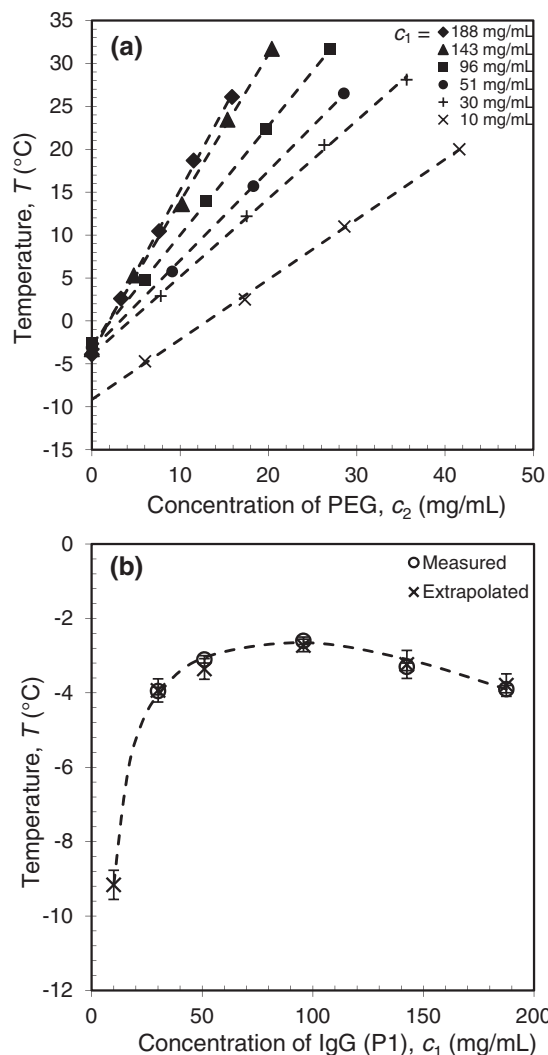 (a)
c₁ =
188 mg/mL
143 mg/mL
96 mg/mL
51 mg/mL
30 mg/mL
10 mg/mL
Temperature, T (°C)
35
30
25
20
15
10
5
0
-5
-10
-15
0 10 20 30 40 50
Concentration of PEG, c₂ (mg/mL)
(b)
Measured
Extrapolated
Temperature, T (°C)
0
-2
-4
-6
-8
-10
-12
0 50 100 150 200
Concentration of IgG (P1), c₁ (mg/mL)